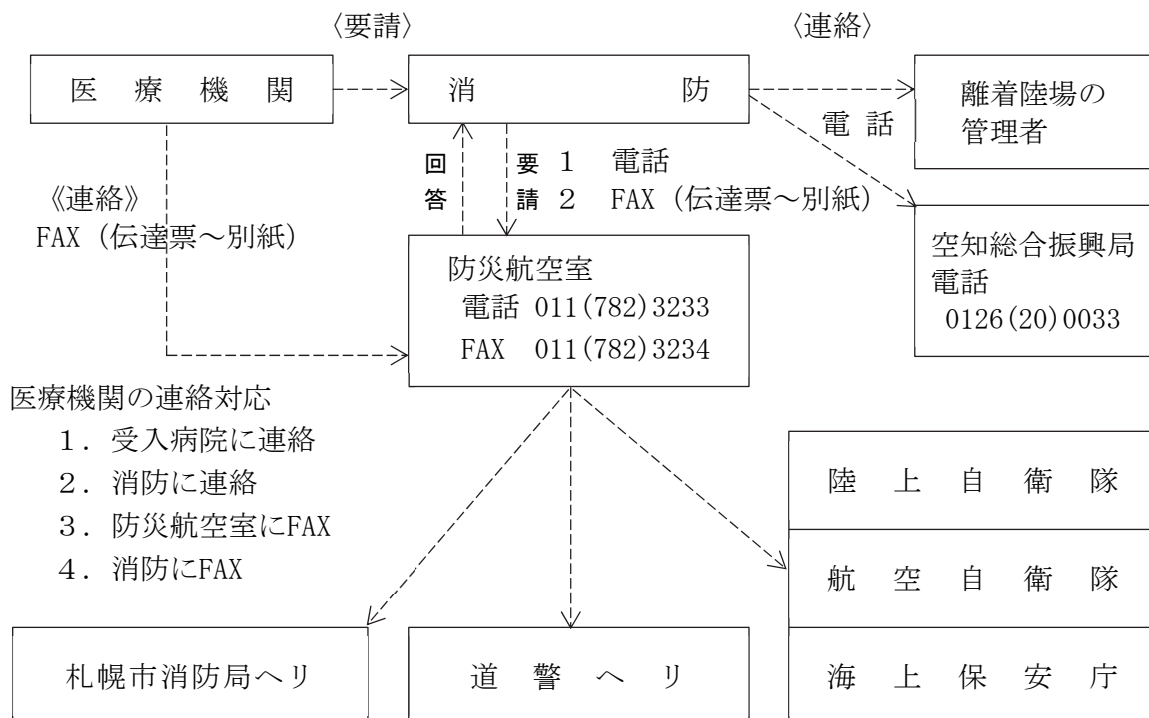 〈要請〉
〈連絡〉
医療機関
消防
離着陸場の
管理者
電話
回答
要請
1 電話
2 FAX（伝達票～別紙）
《連絡》
FAX（伝達票～別紙）
防災航空室
電話 011(782)3233
FAX 011(782)3234
空知総合振興局
電話
0126(20)0033
医療機関の連絡対応
１．受入病院に連絡
２．消防に連絡
３．防災航空室にFAX
４．消防にFAX
陸上自衛隊
航空自衛隊
海上保安庁
札幌市消防局ヘリ
道警ヘリ